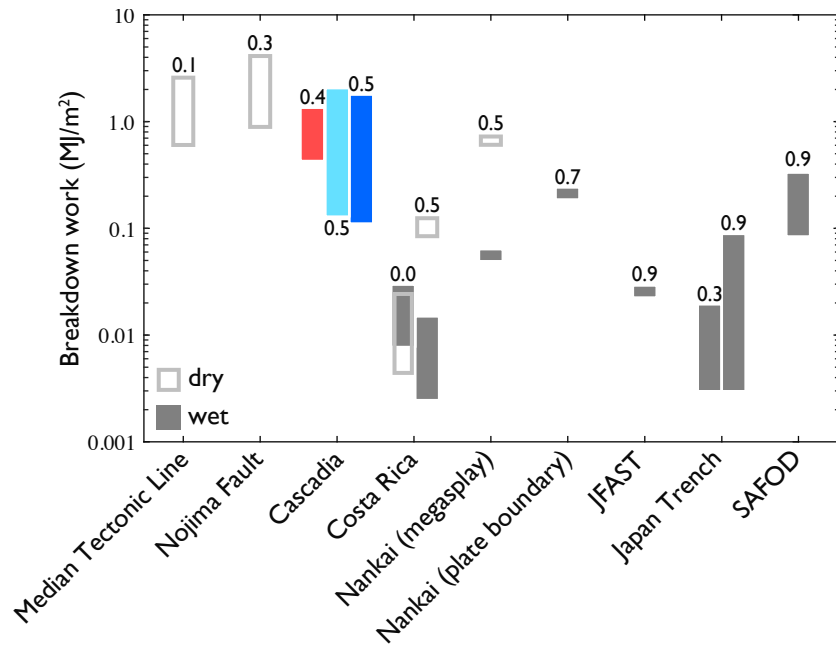 10
1.0
0.1
0.01
0.001
Breakdown work (MJ/m²)
0.1
0.3
0.4
0.5
0.5
0.0
0.5
0.5
0.7
0.9
0.3
0.9
0.9
dry
wet
Median Tectonic Line
Nojima Fault
Cascadia
Costa Rica
Nankai (megasplay)
Nankai (plate boundary)
JFAST
Japan Trench
SAFOD